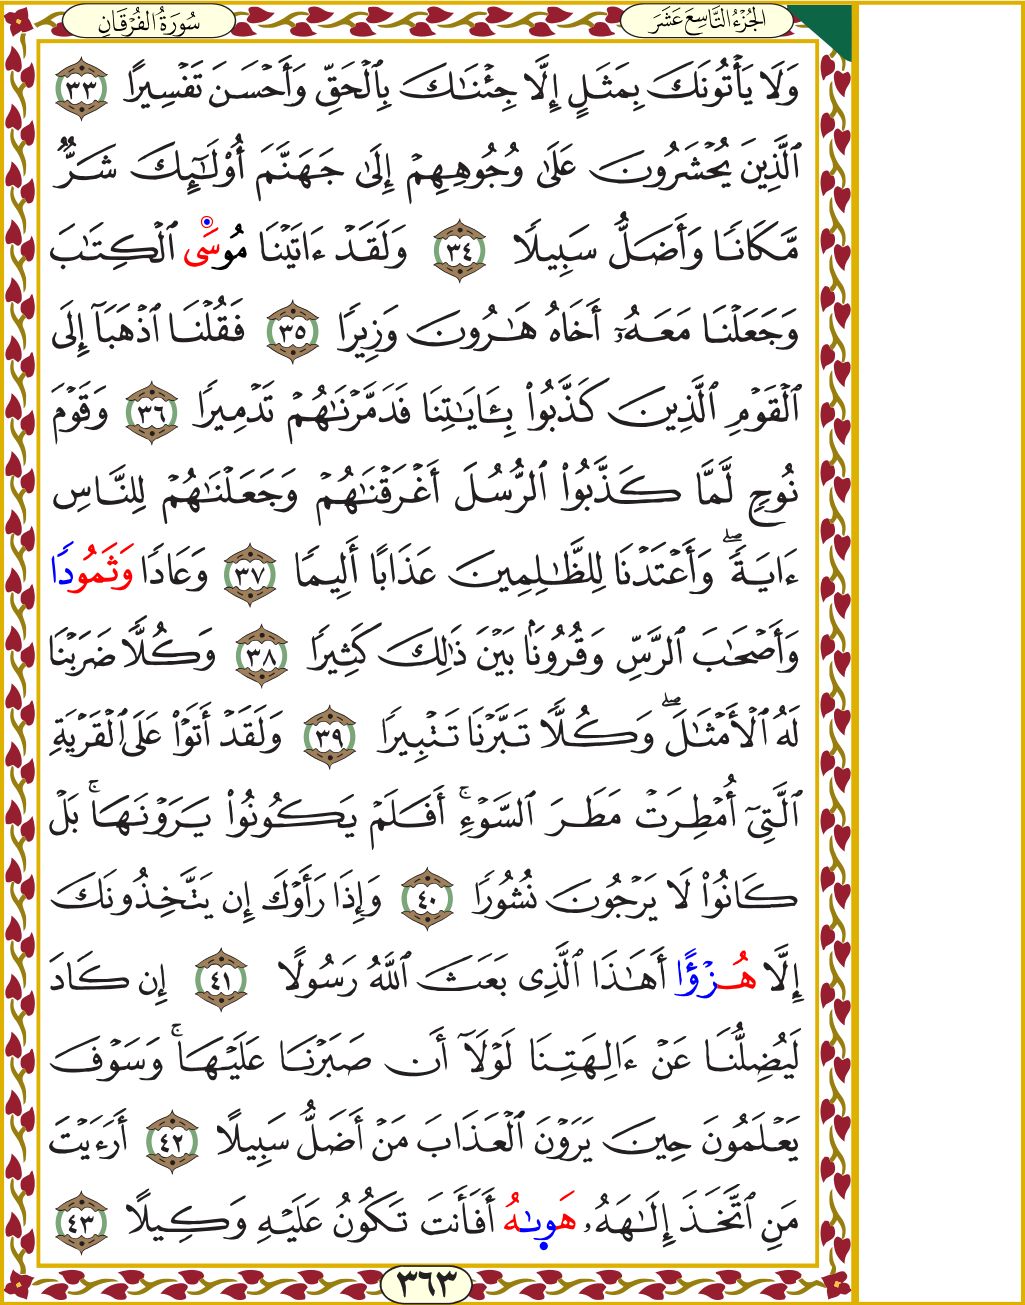 الجُزْءُ التَّاسِعَ عَشَرَ
سُورَةُ الفُرْقَانِ
وَلَا يَأْتُونَكَ بِمَثَلٍ إِلَّا جِئْنَٰكَ بِٱلْحَقِّ وَأَحْسَنَ تَفْسِيرًا ٣٣
ٱلَّذِينَ يُحْشَرُونَ عَلَىٰ وُجُوهِهِمْ إِلَىٰ جَهَنَّمَ أُوْلَٰٓئِكَ شَرٌّ
مَّكَانًا وَأَضَلُّ سَبِيلًا ٣٤ وَلَقَدْ ءَاتَيْنَا مُوسَى ٱلْكِتَٰبَ
وَجَعَلْنَا مَعَهُۥٓ أَخَاهُ هَٰرُونَ وَزِيرًا ٣٥ فَقُلْنَا ٱذْهَبَآ إِلَى
ٱلْقَوْمِ ٱلَّذِينَ كَذَّبُواْ بِـَٔايَٰتِنَا فَدَمَّرْنَٰهُمْ تَدْمِيرًا ٣٦ وَقَوْمَ
نُوحٍ لَّمَّا كَذَّبُواْ ٱلرُّسُلَ أَغْرَقْنَٰهُمْ وَجَعَلْنَٰهُمْ لِلنَّاسِ
ءَايَةً ۖ وَأَعْتَدْنَا لِلظَّٰلِمِينَ عَذَابًا أَلِيمًا ٣٧ وَعَادًا وَثَمُودًا
وَأَصْحَٰبَ ٱلرَّسِّ وَقُرُونًۢا بَيْنَ ذَٰلِكَ كَثِيرًا ٣٨ وَكُلًّا ضَرَبْنَا
لَهُ ٱلْأَمْثَٰلَ ۖ وَكُلًّا تَبَّرْنَا تَتْبِيرًا ٣٩ وَلَقَدْ أَتَوْاْ عَلَى ٱلْقَرْيَةِ
ٱلَّتِىٓ أُمْطِرَتْ مَطَرَ ٱلسَّوْءِ ۚ أَفَلَمْ يَكُونُواْ يَرَوْنَهَا ۚ بَلْ
كَانُواْ لَا يَرْجُونَ نُشُورًا ٤٠ وَإِذَا رَأَوْكَ إِن يَتَّخِذُونَكَ
إِلَّا هُزْؤًا أَهَٰذَا ٱلَّذِى بَعَثَ ٱللَّهُ رَسُولًا ٤١ إِن كَادَ
لَيُضِلُّنَا عَنْ ءَالِهَتِنَا لَوْلَآ أَن صَبَرْنَا عَلَيْهَا ۚ وَسَوْفَ
يَعْلَمُونَ حِينَ يَرَوْنَ ٱلْعَذَابَ مَنْ أَضَلُّ سَبِيلًا ٤٢ أَرَءَيْتَ
مَنِ ٱتَّخَذَ إِلَٰهَهُۥ هَوىٰهُ أَفَأَنتَ تَكُونُ عَلَيْهِ وَكِيلًا ٤٣
٣٦٣